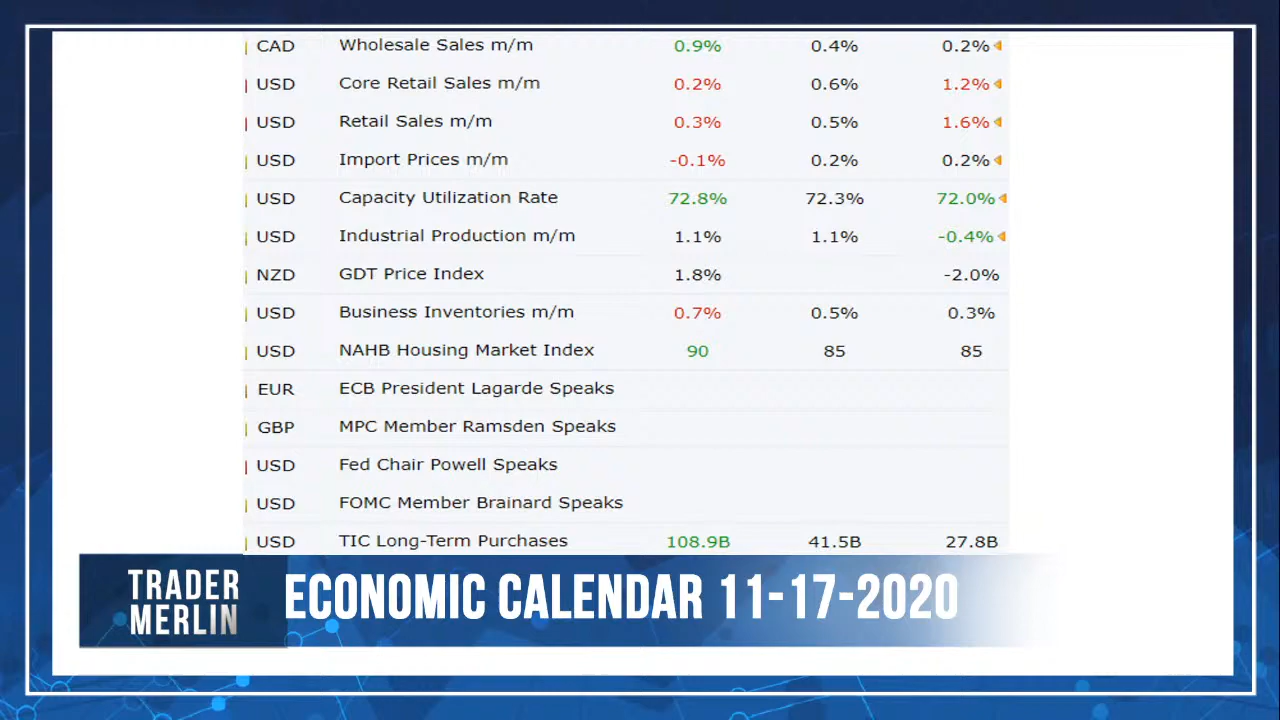 CAD Wholesale Sales m/m 0.9% 0.4% 0.2%
USD Core Retail Sales m/m 0.2% 0.6% 1.2%
USD Retail Sales m/m 0.3% 0.5% 1.6%
USD Import Prices m/m -0.1% 0.2% 0.2%
USD Capacity Utilization Rate 72.8% 72.3% 72.0%
USD Industrial Production m/m 1.1% 1.1% -0.4%
NZD GDT Price Index 1.8% -2.0%
USD Business Inventories m/m 0.7% 0.5% 0.3%
USD NAHB Housing Market Index 90 85 85
EUR ECB President Lagarde Speaks
GBP MPC Member Ramsden Speaks
USD Fed Chair Powell Speaks
USD FOMC Member Brainard Speaks
USD TIC Long-Term Purchases 108.9B 41.5B 27.8B
TRADER
MERLIN
ECONOMIC CALENDAR 11-17-2020